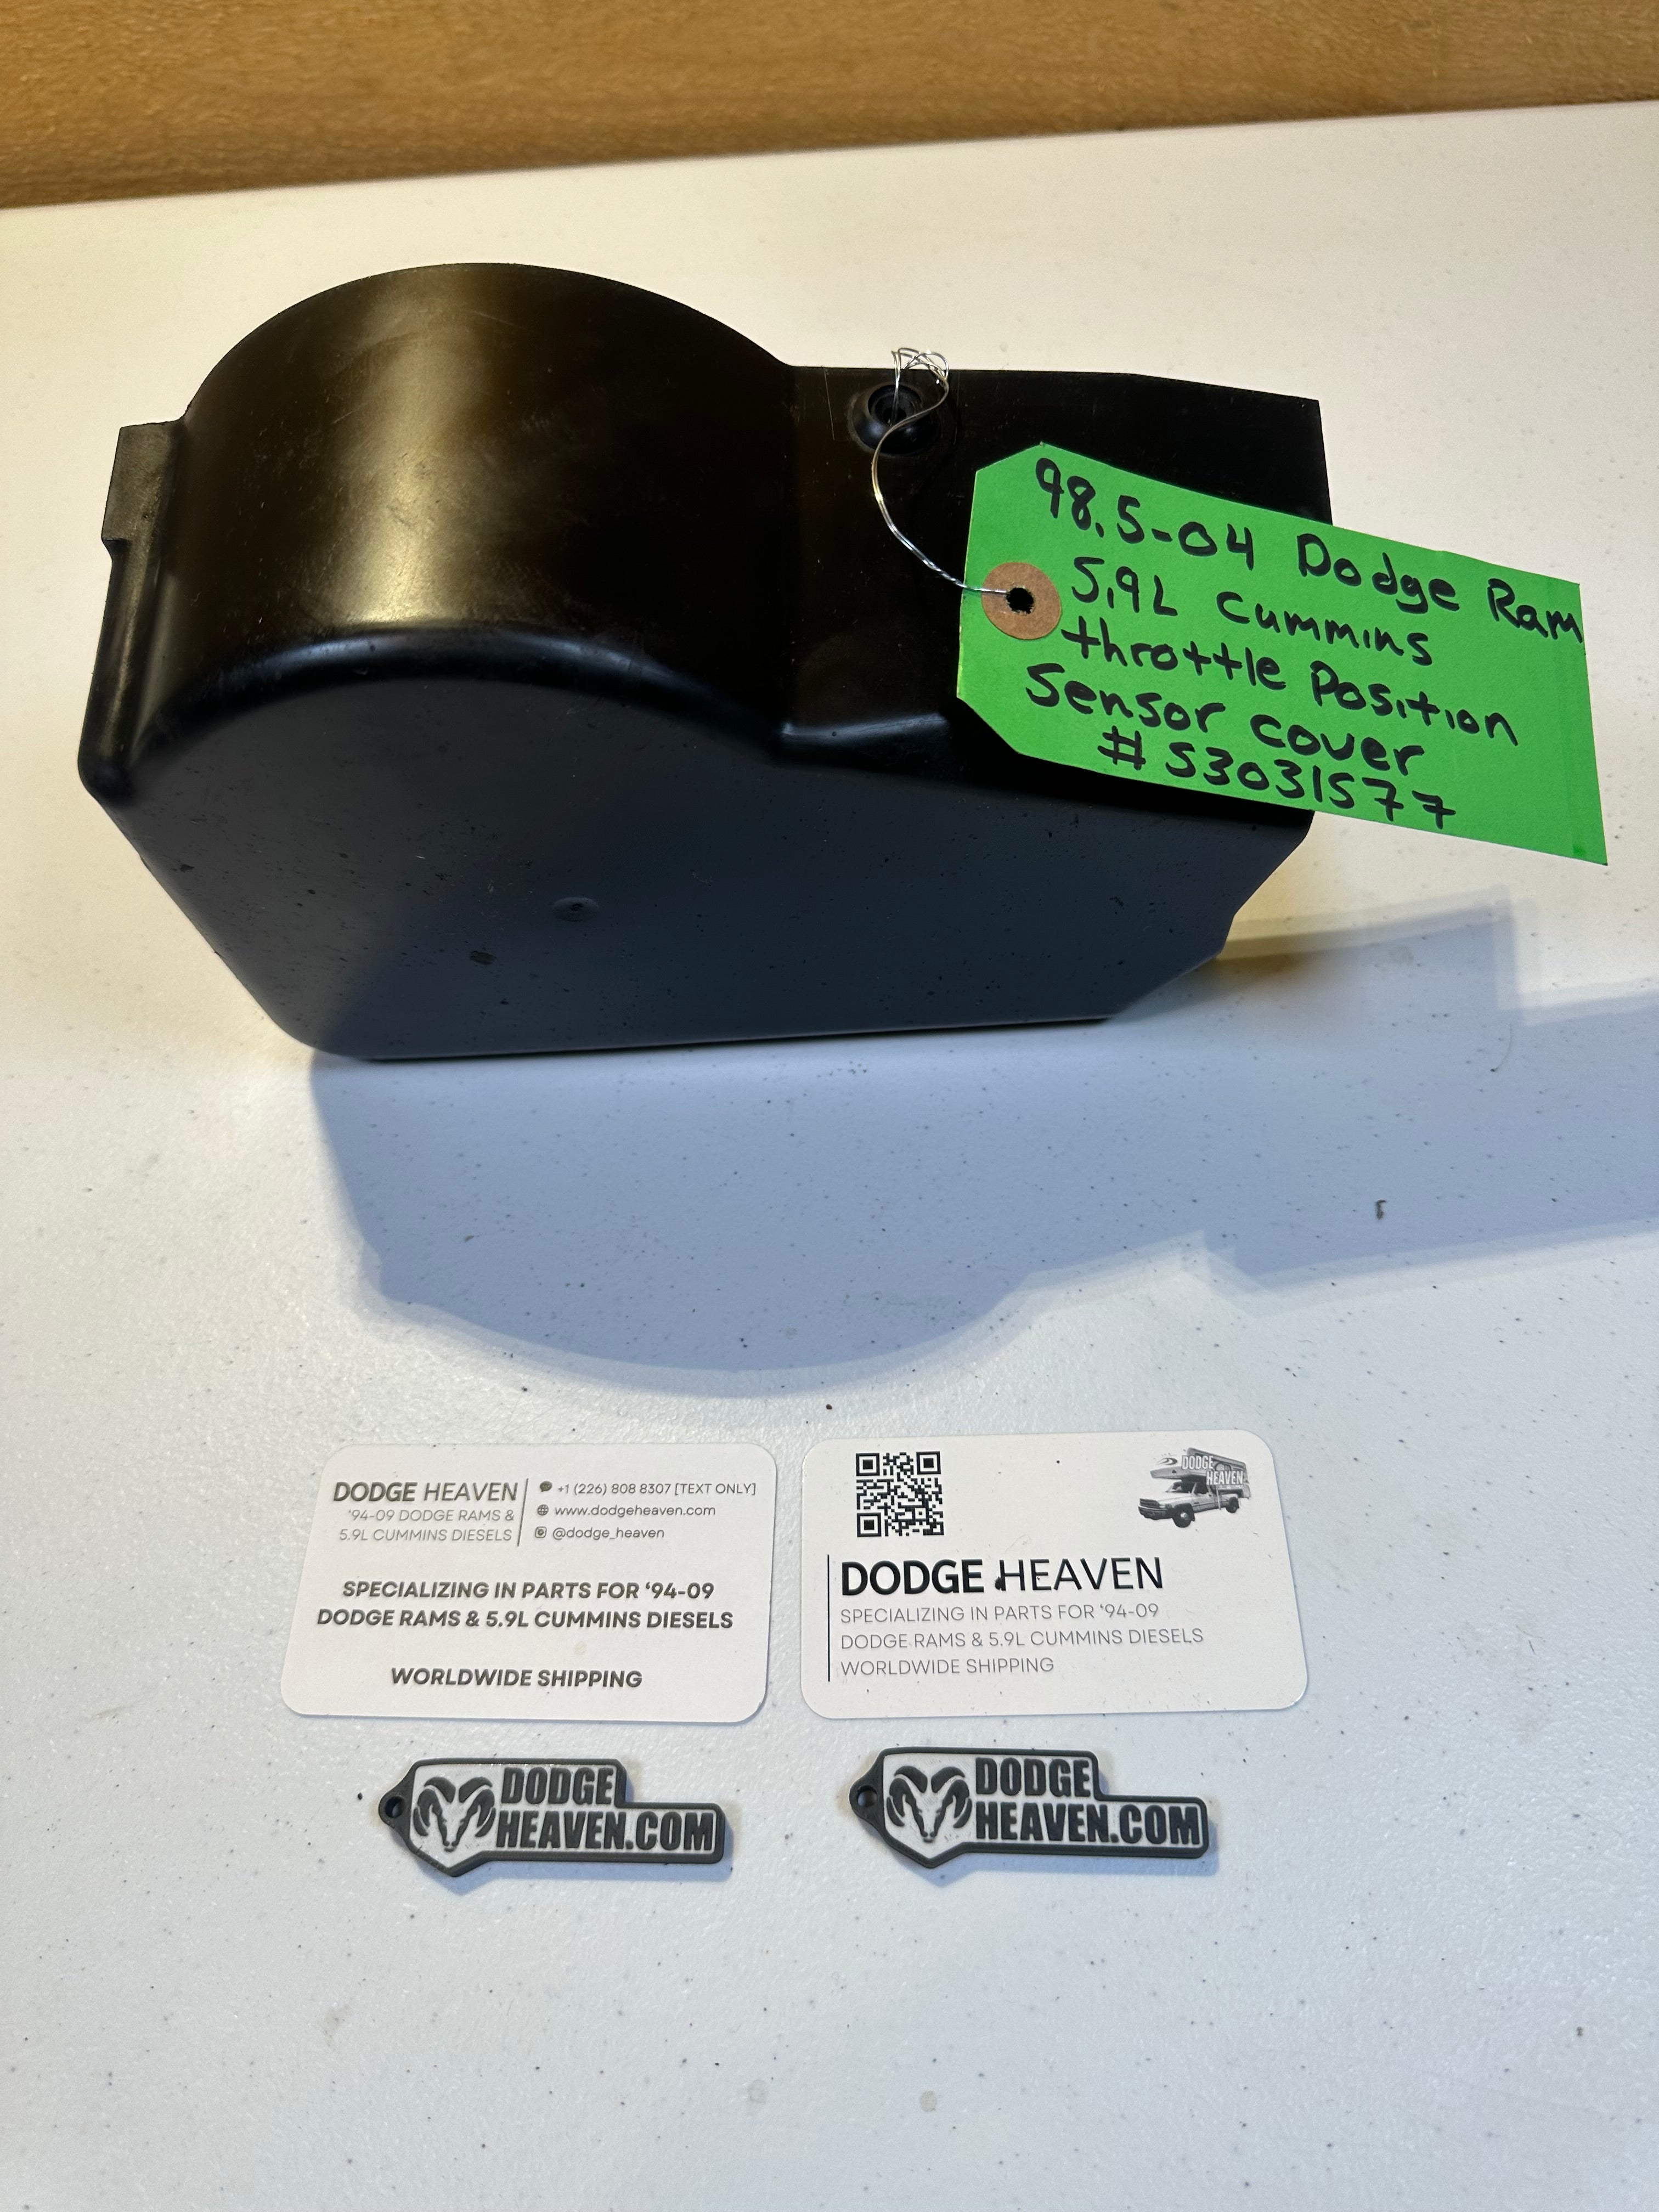 98.5-04 Dodge Ram
5.9L cummins
throttle Position
Sensor cover
# 53031577
DODGE HEAVEN
'94-09 DODGE RAMS &
5.9L CUMMINS DIESELS
+1 (226) 808 8307 [TEXT ONLY]
www.dodgeheaven.com
@dodge_heaven
SPECIALIZING IN PARTS FOR '94-09
DODGE RAMS & 5.9L CUMMINS DIESELS
WORLDWIDE SHIPPING
DODGE
HEAVEN
DODGE HEAVEN
SPECIALIZING IN PARTS FOR '94-09
DODGE RAMS & 5.9L CUMMINS DIESELS
WORLDWIDE SHIPPING
DODGE
HEAVEN.COM
DODGE
HEAVEN.COM